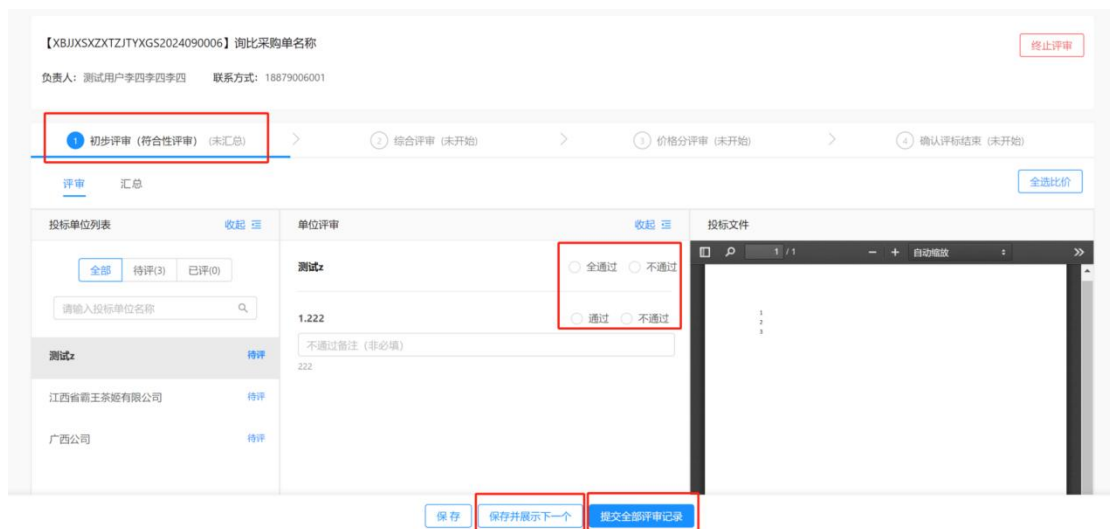 【XBJJXSXZXTZJTYXGS2024090006】询比采购单名称
终止评审
负责人：测试用户李四李四李四 联系方式：18879006001
1 初步评审（符合性评审）（未汇总） 2 综合评审（未开始） 3 价格分评审（未开始） 4 确认评标结束（未开始）
评审 汇总 全选比价
投标单位列表 收起 单位评审 收起 投标文件
全部 待评(3) 已评(0)
请输入投标单位名称
测试z 待评
江西省霸王茶姬有限公司 待评
广西公司 待评
测试z 全通过 不通过
1.222 通过 不通过
不通过备注（非必填）
222
1 / 1 自动缩放
1
2
3
保存 保存并展示下一个 提交全部评审记录